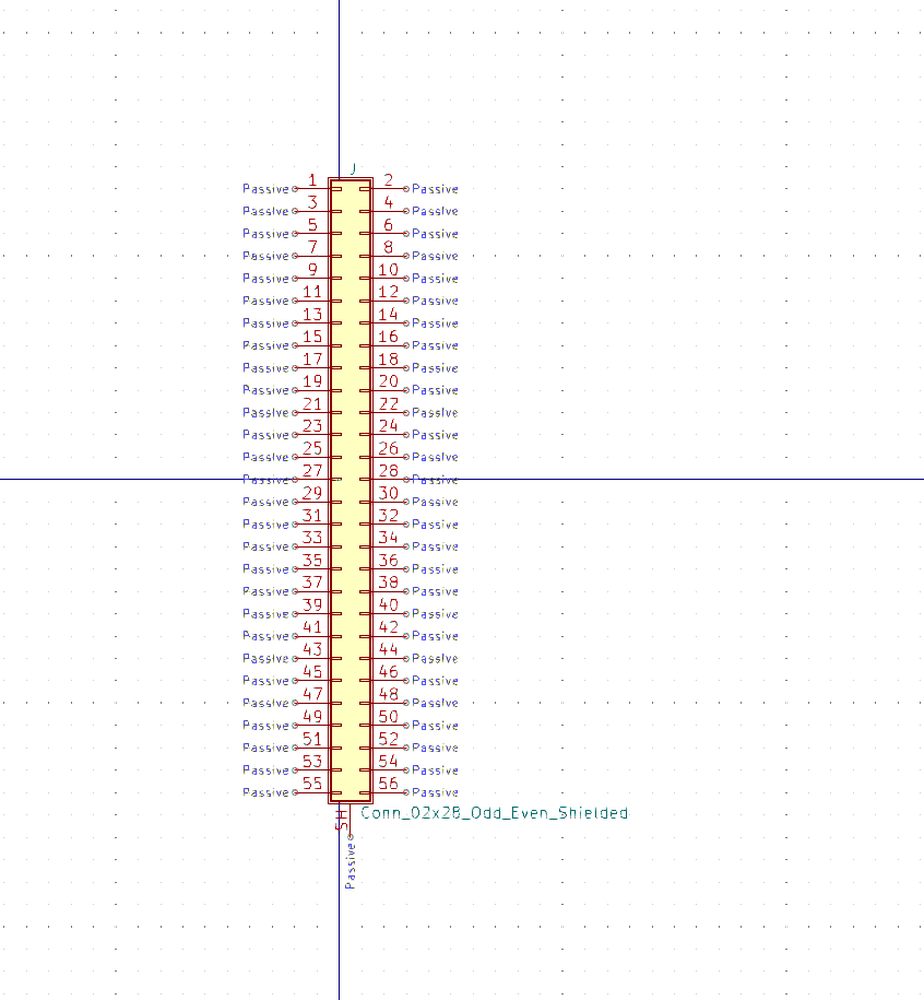 J
Passive 1 2 Passive
Passive 3 4 Passive
Passive 5 6 Passive
Passive 7 8 Passive
Passive 9 10 Passive
Passive 11 12 Passive
Passive 13 14 Passive
Passive 15 16 Passive
Passive 17 18 Passive
Passive 19 20 Passive
Passive 21 22 Passive
Passive 23 24 Passive
Passive 25 26 Passive
Passive 27 28 Passive
Passive 29 30 Passive
Passive 31 32 Passive
Passive 33 34 Passive
Passive 35 36 Passive
Passive 37 38 Passive
Passive 39 40 Passive
Passive 41 42 Passive
Passive 43 44 Passive
Passive 45 46 Passive
Passive 47 48 Passive
Passive 49 50 Passive
Passive 51 52 Passive
Passive 53 54 Passive
Passive 55 56 Passive
SH Conn_02x28_Odd_Even_Shielded
Passive